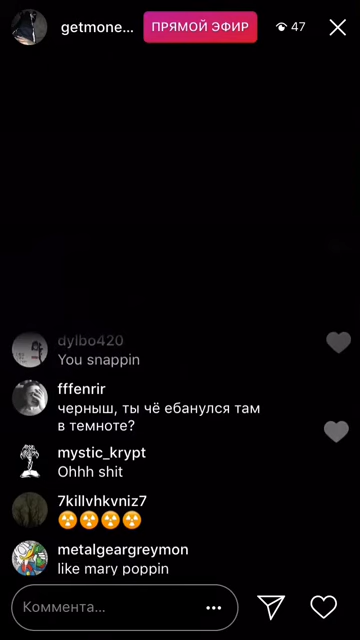 getmone...
ПРЯМОЙ ЭФИР
47
dylbo420
You snappin
fffenrir
черныш, ты чё ебанулся там
в темноте?
mystic_krypt
Ohhh shit
7killvhkvniz7
☢☢☢☢
metalgeargreymon
like mary poppin
Коммента...